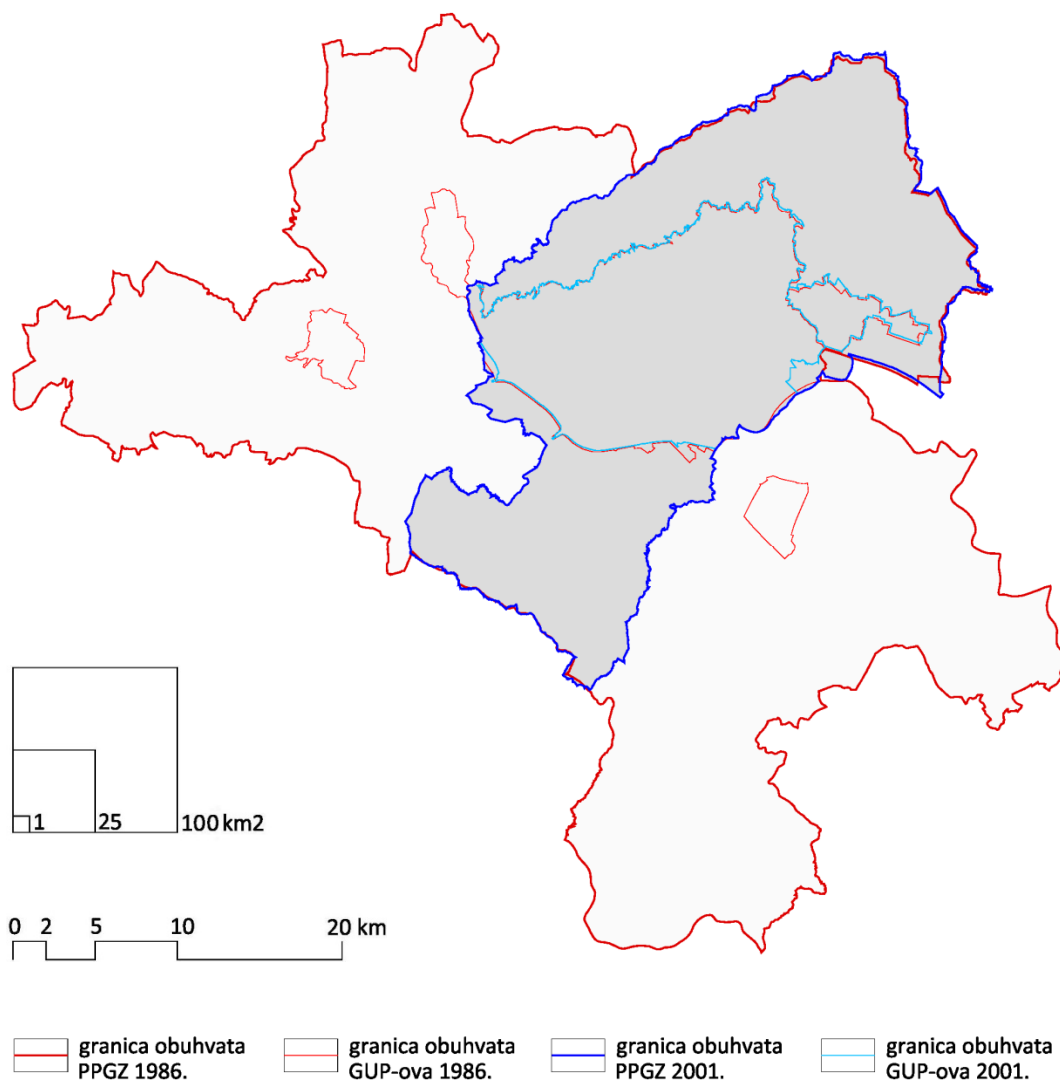 1
25
100 km2
0 2 5 10 20 km
granica obuhvata
PPGZ 1986.
granica obuhvata
GUP-ova 1986.
granica obuhvata
PPGZ 2001.
granica obuhvata
GUP-ova 2001.